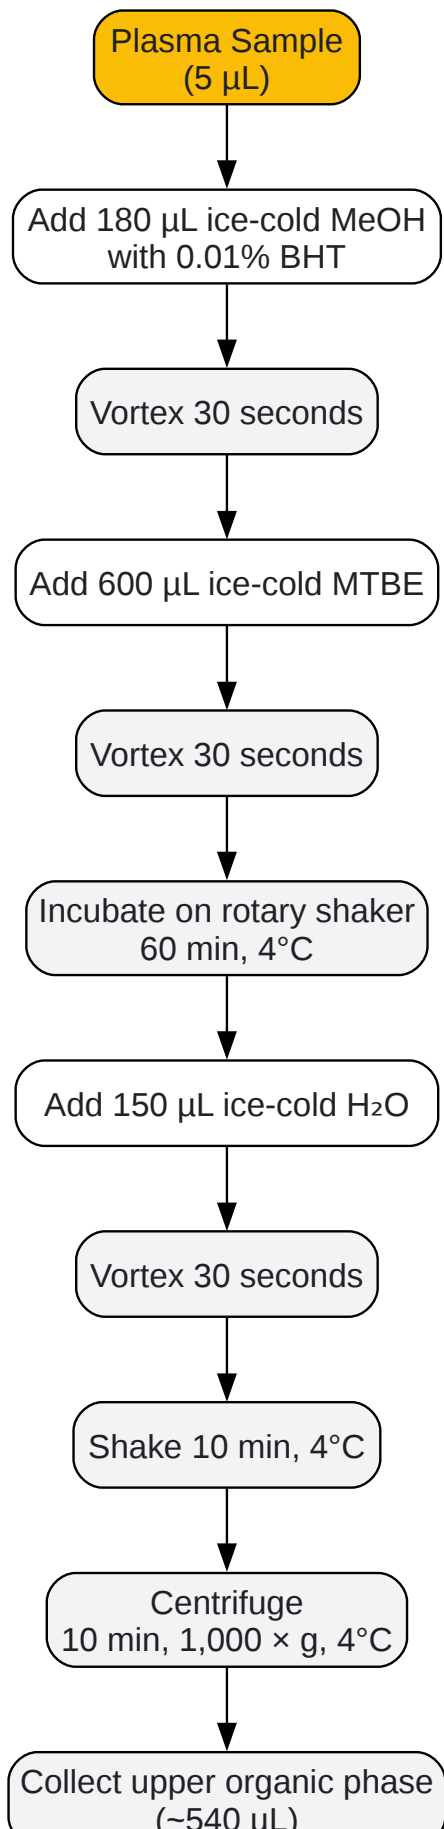 Plasma Sample
(5 µL)
Add 180 µL ice-cold MeOH
with 0.01% BHT
Vortex 30 seconds
Add 600 µL ice-cold MTBE
Vortex 30 seconds
Incubate on rotary shaker
60 min, 4°C
Add 150 µL ice-cold H₂O
Vortex 30 seconds
Shake 10 min, 4°C
Centrifuge
10 min, 1,000 × g, 4°C
Collect upper organic phase
(~540 µL)